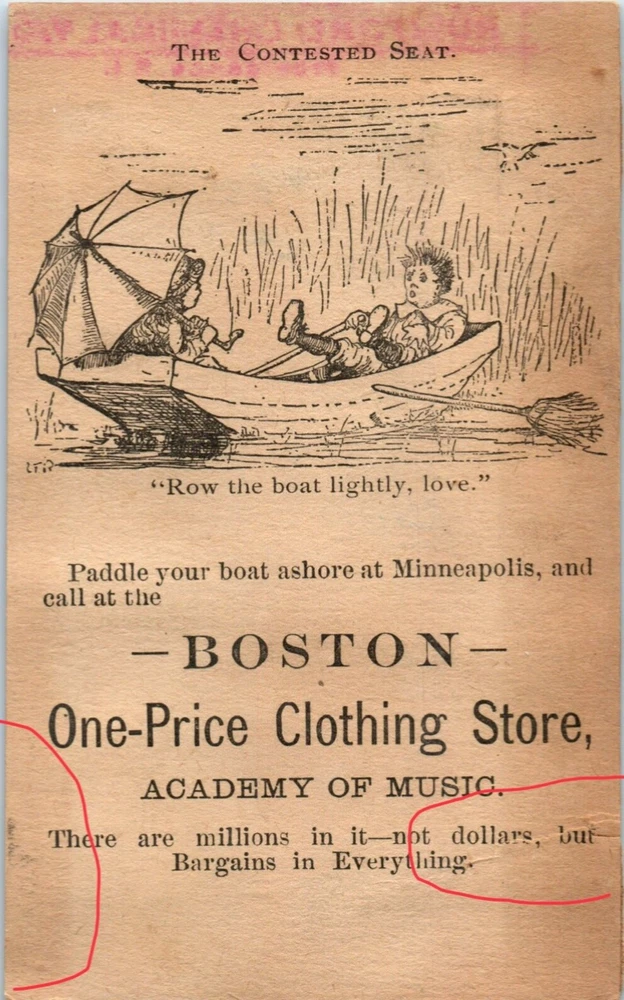 THE CONTESTED SEAT.
“Row the boat lightly, love.”
Paddle your boat ashore at Minneapolis, and
call at the
—BOSTON—
One-Price Clothing Store,
ACADEMY OF MUSIC.
There are millions in it—not dollars, but
Bargains in Everything.